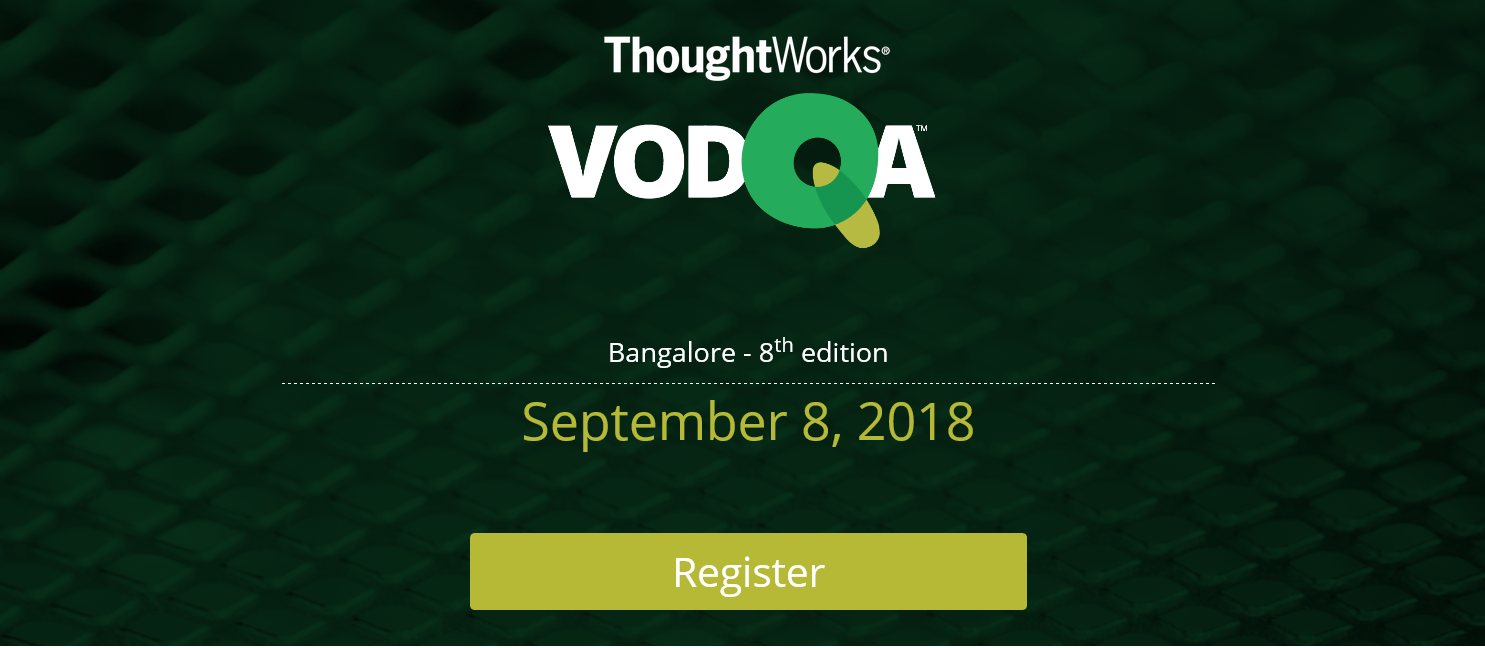 ThoughtWorks®
VODQA™
Bangalore - 8th edition
September 8, 2018
Register